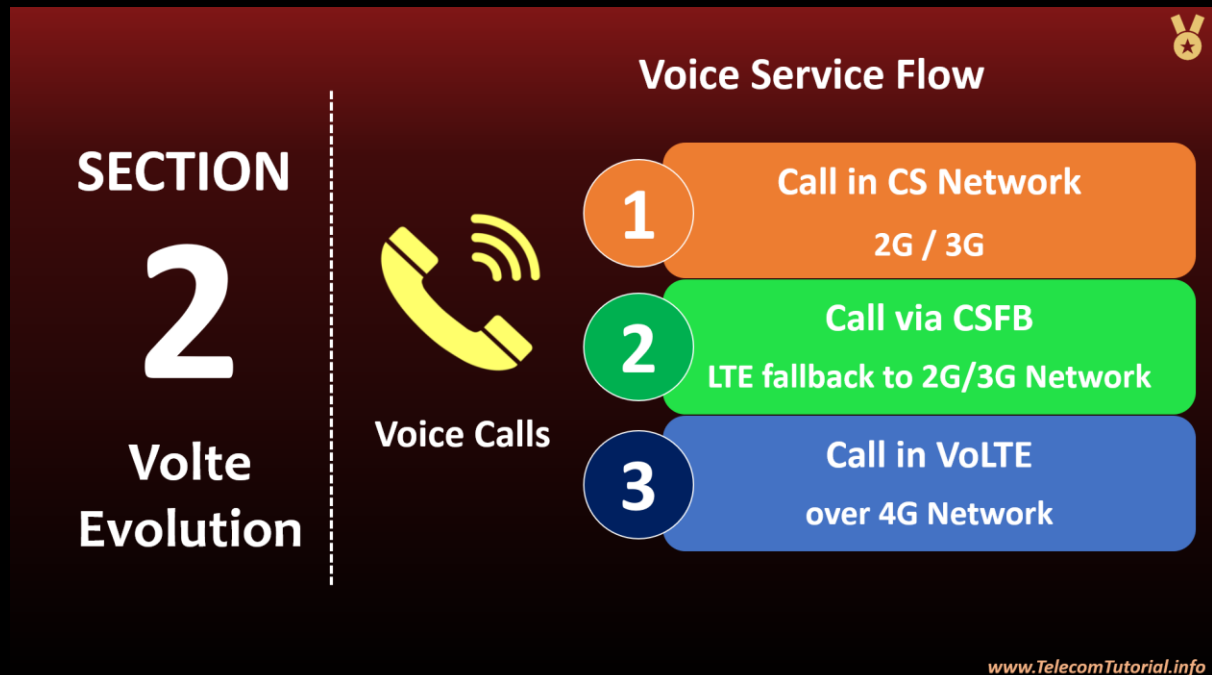 SECTION
2
Volte
Evolution
Voice Calls
Voice Service Flow
1
Call in CS Network
2G / 3G
2
Call via CSFB
LTE fallback to 2G/3G Network
3
Call in VoLTE
over 4G Network
www.TelecomTutorial.info